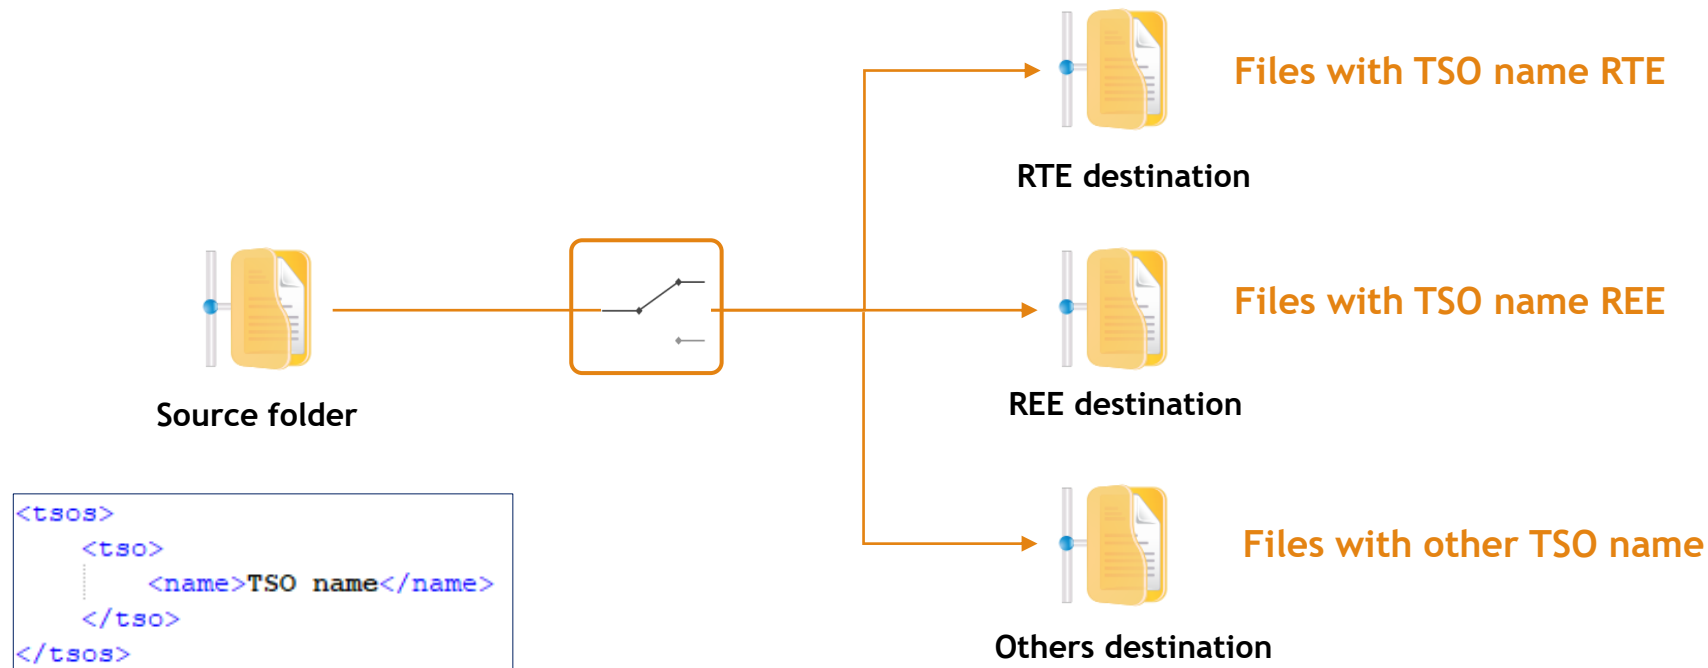 Files with TSO name RTE
RTE destination
Source folder
Files with TSO name REE
REE destination
<tsos>
<tso>
<name>TSO name</name>
</tso>
</tsos>
Files with other TSO name
Others destination